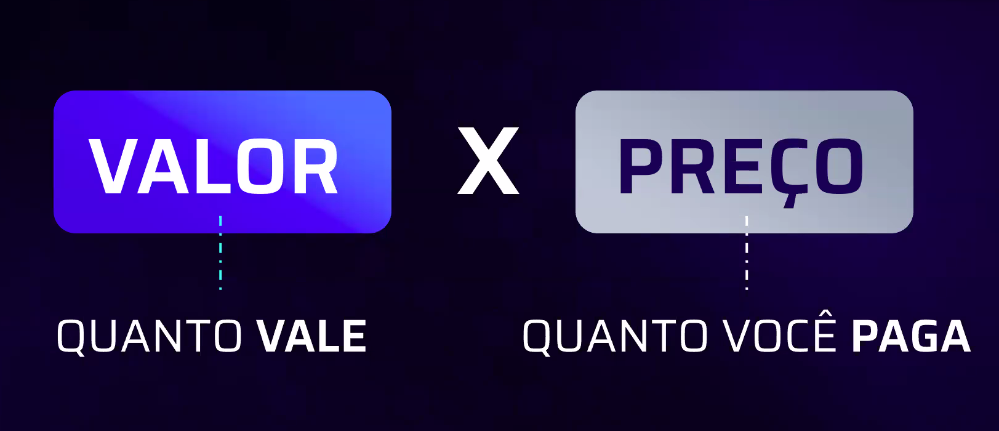 VALOR X PREÇO
QUANTO VALE QUANTO VOCÊ PAGA